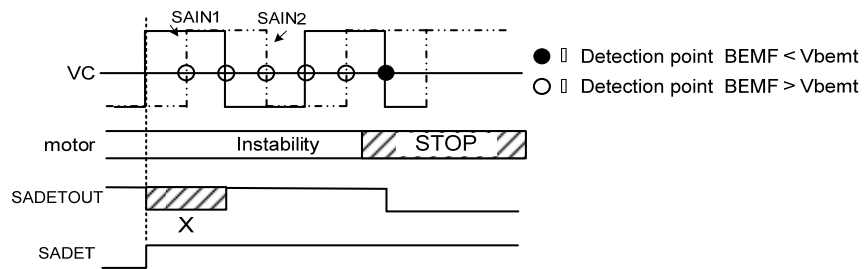 SAIN1
SAIN2
VC
● ▯ Detection point BEMF < Vbemt
○ ▯ Detection point BEMF > Vbemt
motor
Instability
STOP
SADETOUT
X
SADET